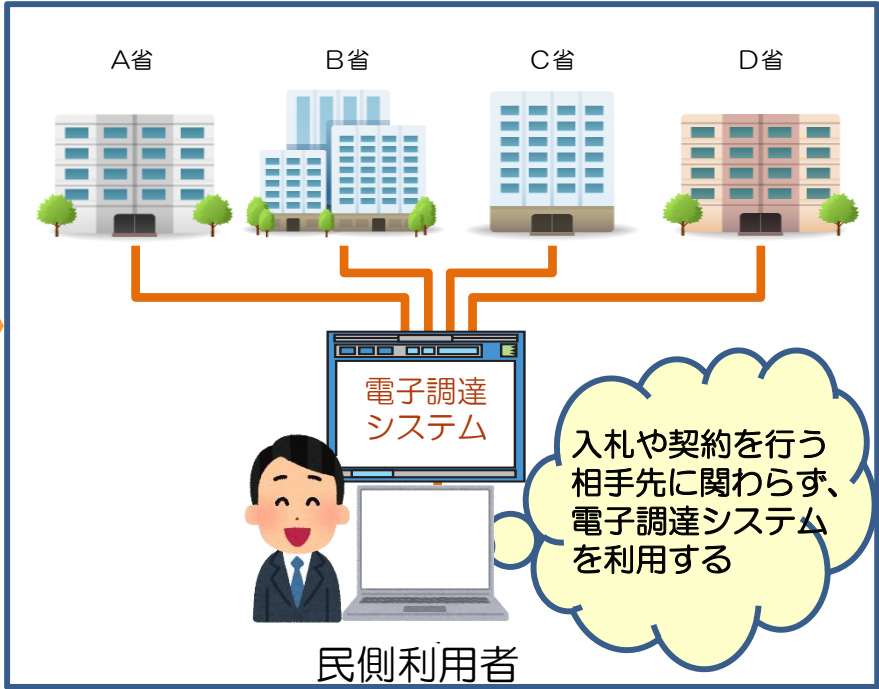 A省
B省
C省
D省
電子調達
システム
入札や契約を行う
相手先に関わらず、
電子調達システム
を利用する
民側利用者